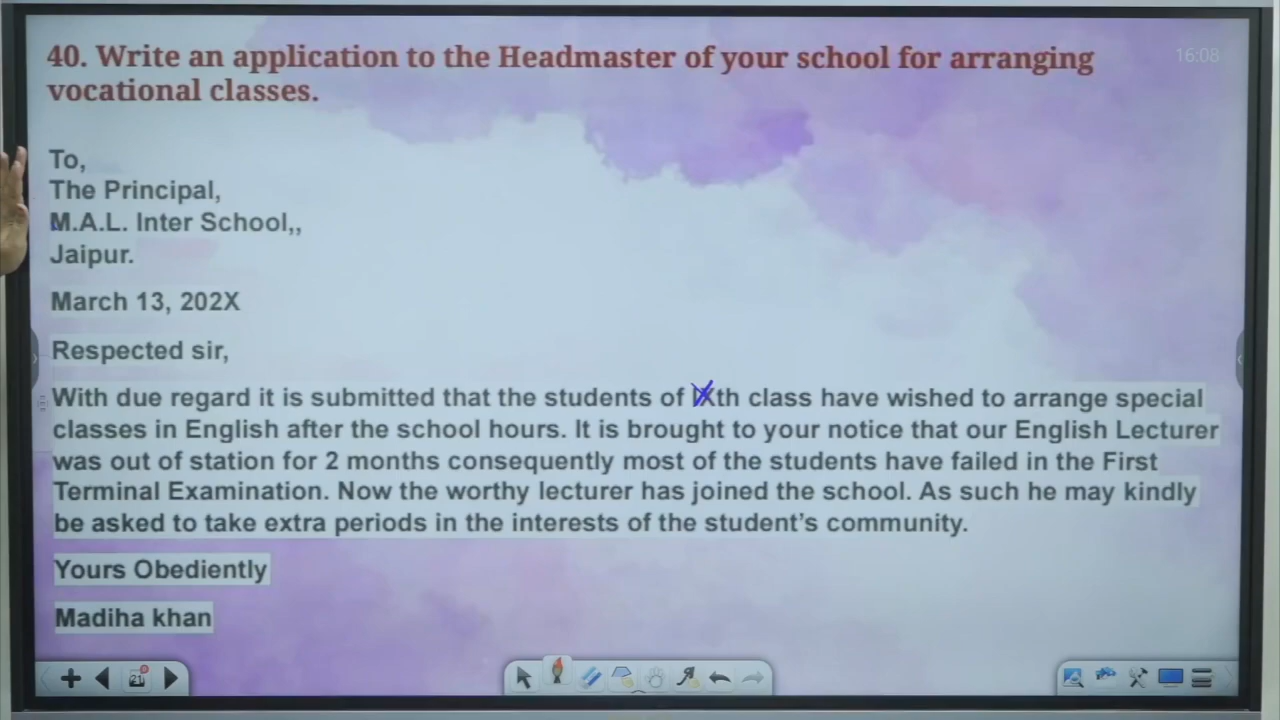 40. Write an application to the Headmaster of your school for arranging
vocational classes.
16:08
To,
The Principal,
M.A.L. Inter School,,
Jaipur.
March 13, 202X
Respected sir,
With due regard it is submitted that the students of IXth class have wished to arrange special
classes in English after the school hours. It is brought to your notice that our English Lecturer
was out of station for 2 months consequently most of the students have failed in the First
Terminal Examination. Now the worthy lecturer has joined the school. As such he may kindly
be asked to take extra periods in the interests of the student's community.
Yours Obediently
Madiha khan
21